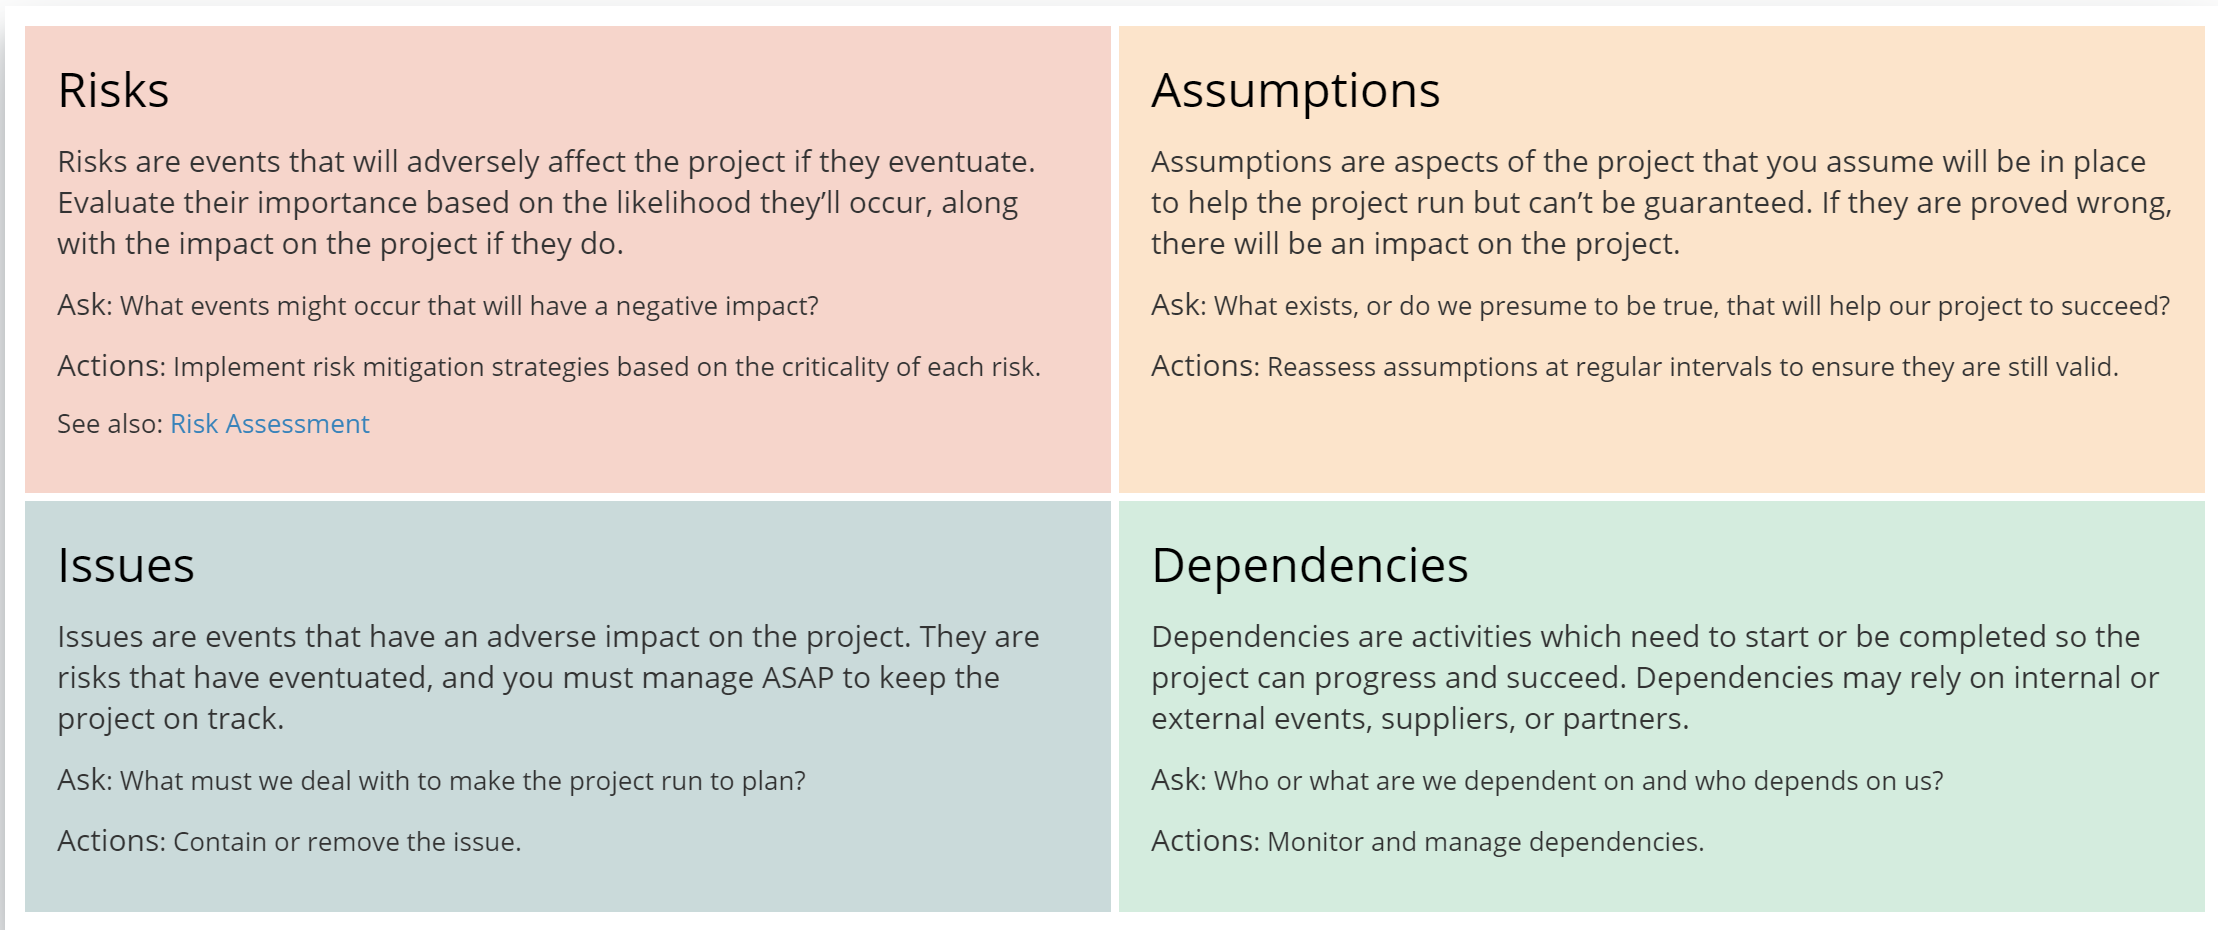 Risks
Risks are events that will adversely affect the project if they eventuate.
Evaluate their importance based on the likelihood they’ll occur, along
with the impact on the project if they do.
Ask: What events might occur that will have a negative impact?
Actions: Implement risk mitigation strategies based on the criticality of each risk.
See also: Risk Assessment
Assumptions
Assumptions are aspects of the project that you assume will be in place
to help the project run but can’t be guaranteed. If they are proved wrong,
there will be an impact on the project.
Ask: What exists, or do we presume to be true, that will help our project to succeed?
Actions: Reassess assumptions at regular intervals to ensure they are still valid.
Issues
Issues are events that have an adverse impact on the project. They are
risks that have eventuated, and you must manage ASAP to keep the
project on track.
Ask: What must we deal with to make the project run to plan?
Actions: Contain or remove the issue.
Dependencies
Dependencies are activities which need to start or be completed so the
project can progress and succeed. Dependencies may rely on internal or
external events, suppliers, or partners.
Ask: Who or what are we dependent on and who depends on us?
Actions: Monitor and manage dependencies.